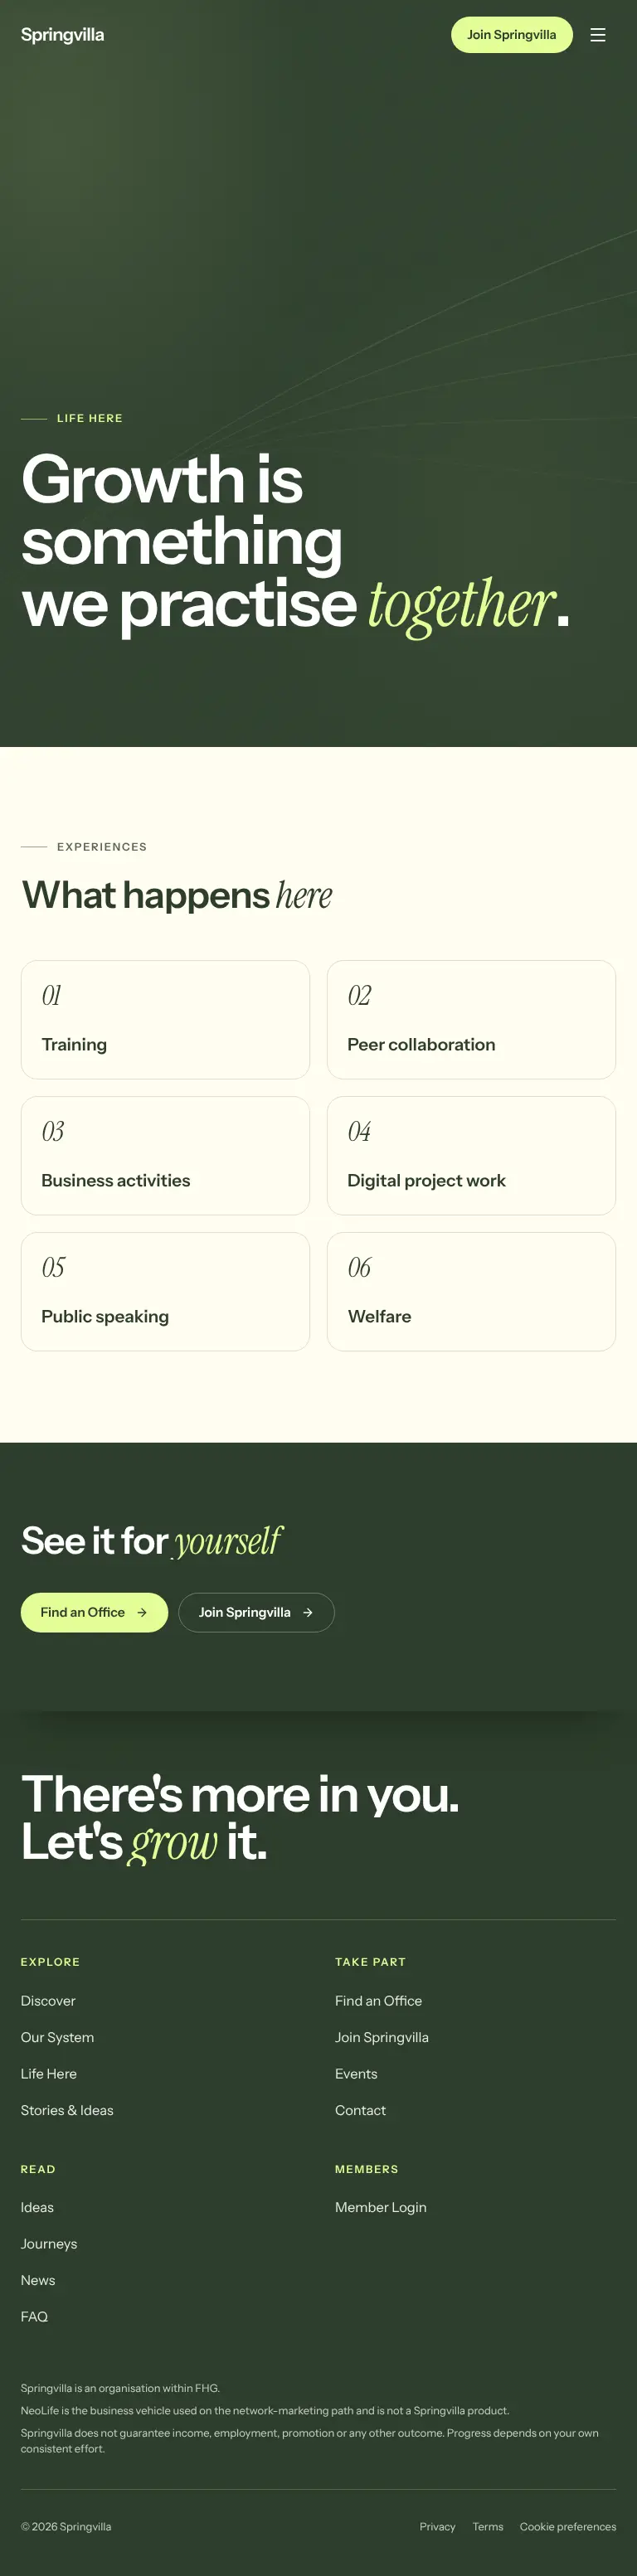 Springvilla
Join Springvilla
LIFE HERE
Growth is
something
we practise together.
EXPERIENCES
What happens here
01
Training
02
Peer collaboration
03
Business activities
04
Digital project work
05
Public speaking
06
Welfare
See it for yourself
Find an Office →
Join Springvilla →
There's more in you.
Let's grow it.
EXPLORE
Discover
Our System
Life Here
Stories & Ideas
TAKE PART
Find an Office
Join Springvilla
Events
Contact
READ
Ideas
Journeys
News
FAQ
MEMBERS
Member Login
Springvilla is an organisation within FHG.
NeoLife is the business vehicle used on the network-marketing path and is not a Springvilla product.
Springvilla does not guarantee income, employment, promotion or any other outcome. Progress depends on your own
consistent effort.
© 2026 Springvilla
Privacy
Terms
Cookie preferences